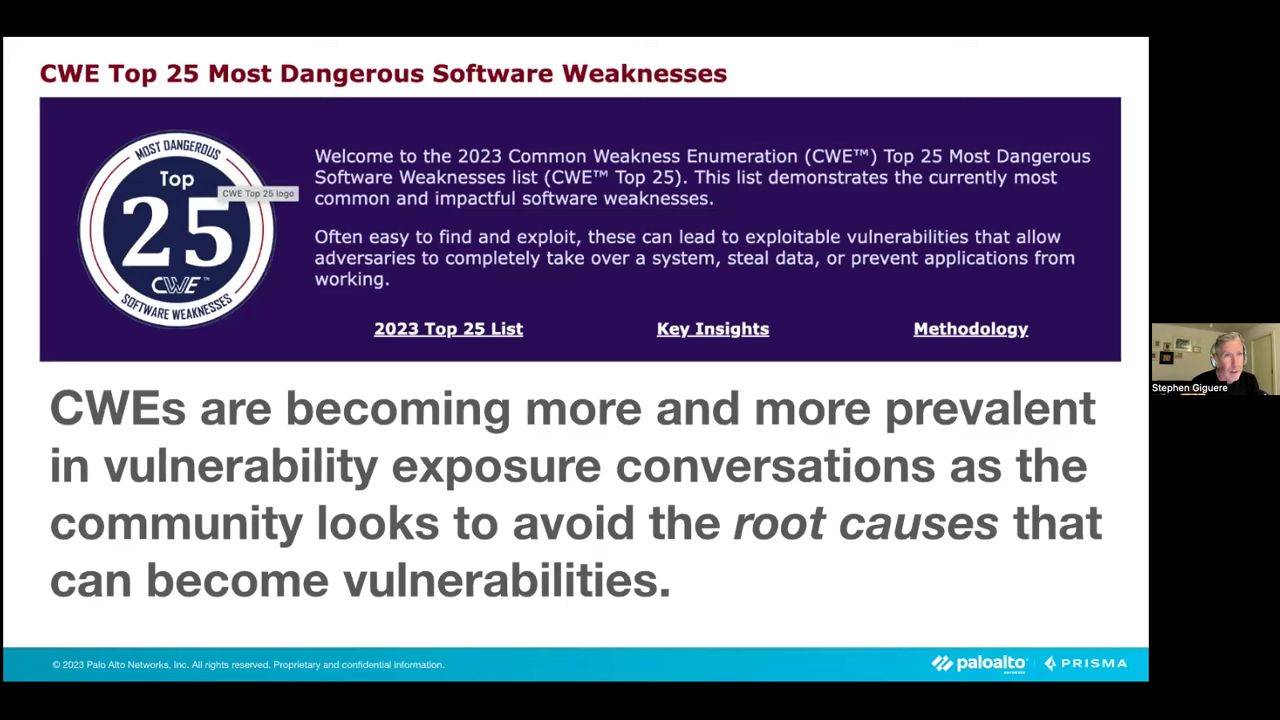 CWE Top 25 Most Dangerous Software Weaknesses
MOST DANGEROUS
Top
25
CWE™
SOFTWARE WEAKNESSES
CWE Top 25 logo
Welcome to the 2023 Common Weakness Enumeration (CWE™) Top 25 Most Dangerous
Software Weaknesses list (CWE™ Top 25). This list demonstrates the currently most
common and impactful software weaknesses.
Often easy to find and exploit, these can lead to exploitable vulnerabilities that allow
adversaries to completely take over a system, steal data, or prevent applications from
working.
2023 Top 25 List
Key Insights
Methodology
CWEs are becoming more and more prevalent
in vulnerability exposure conversations as the
community looks to avoid the root causes that
can become vulnerabilities.
Stephen Giguere
© 2023 Palo Alto Networks, Inc. All rights reserved. Proprietary and confidential information.
paloalto
NETWORKS
PRISMA